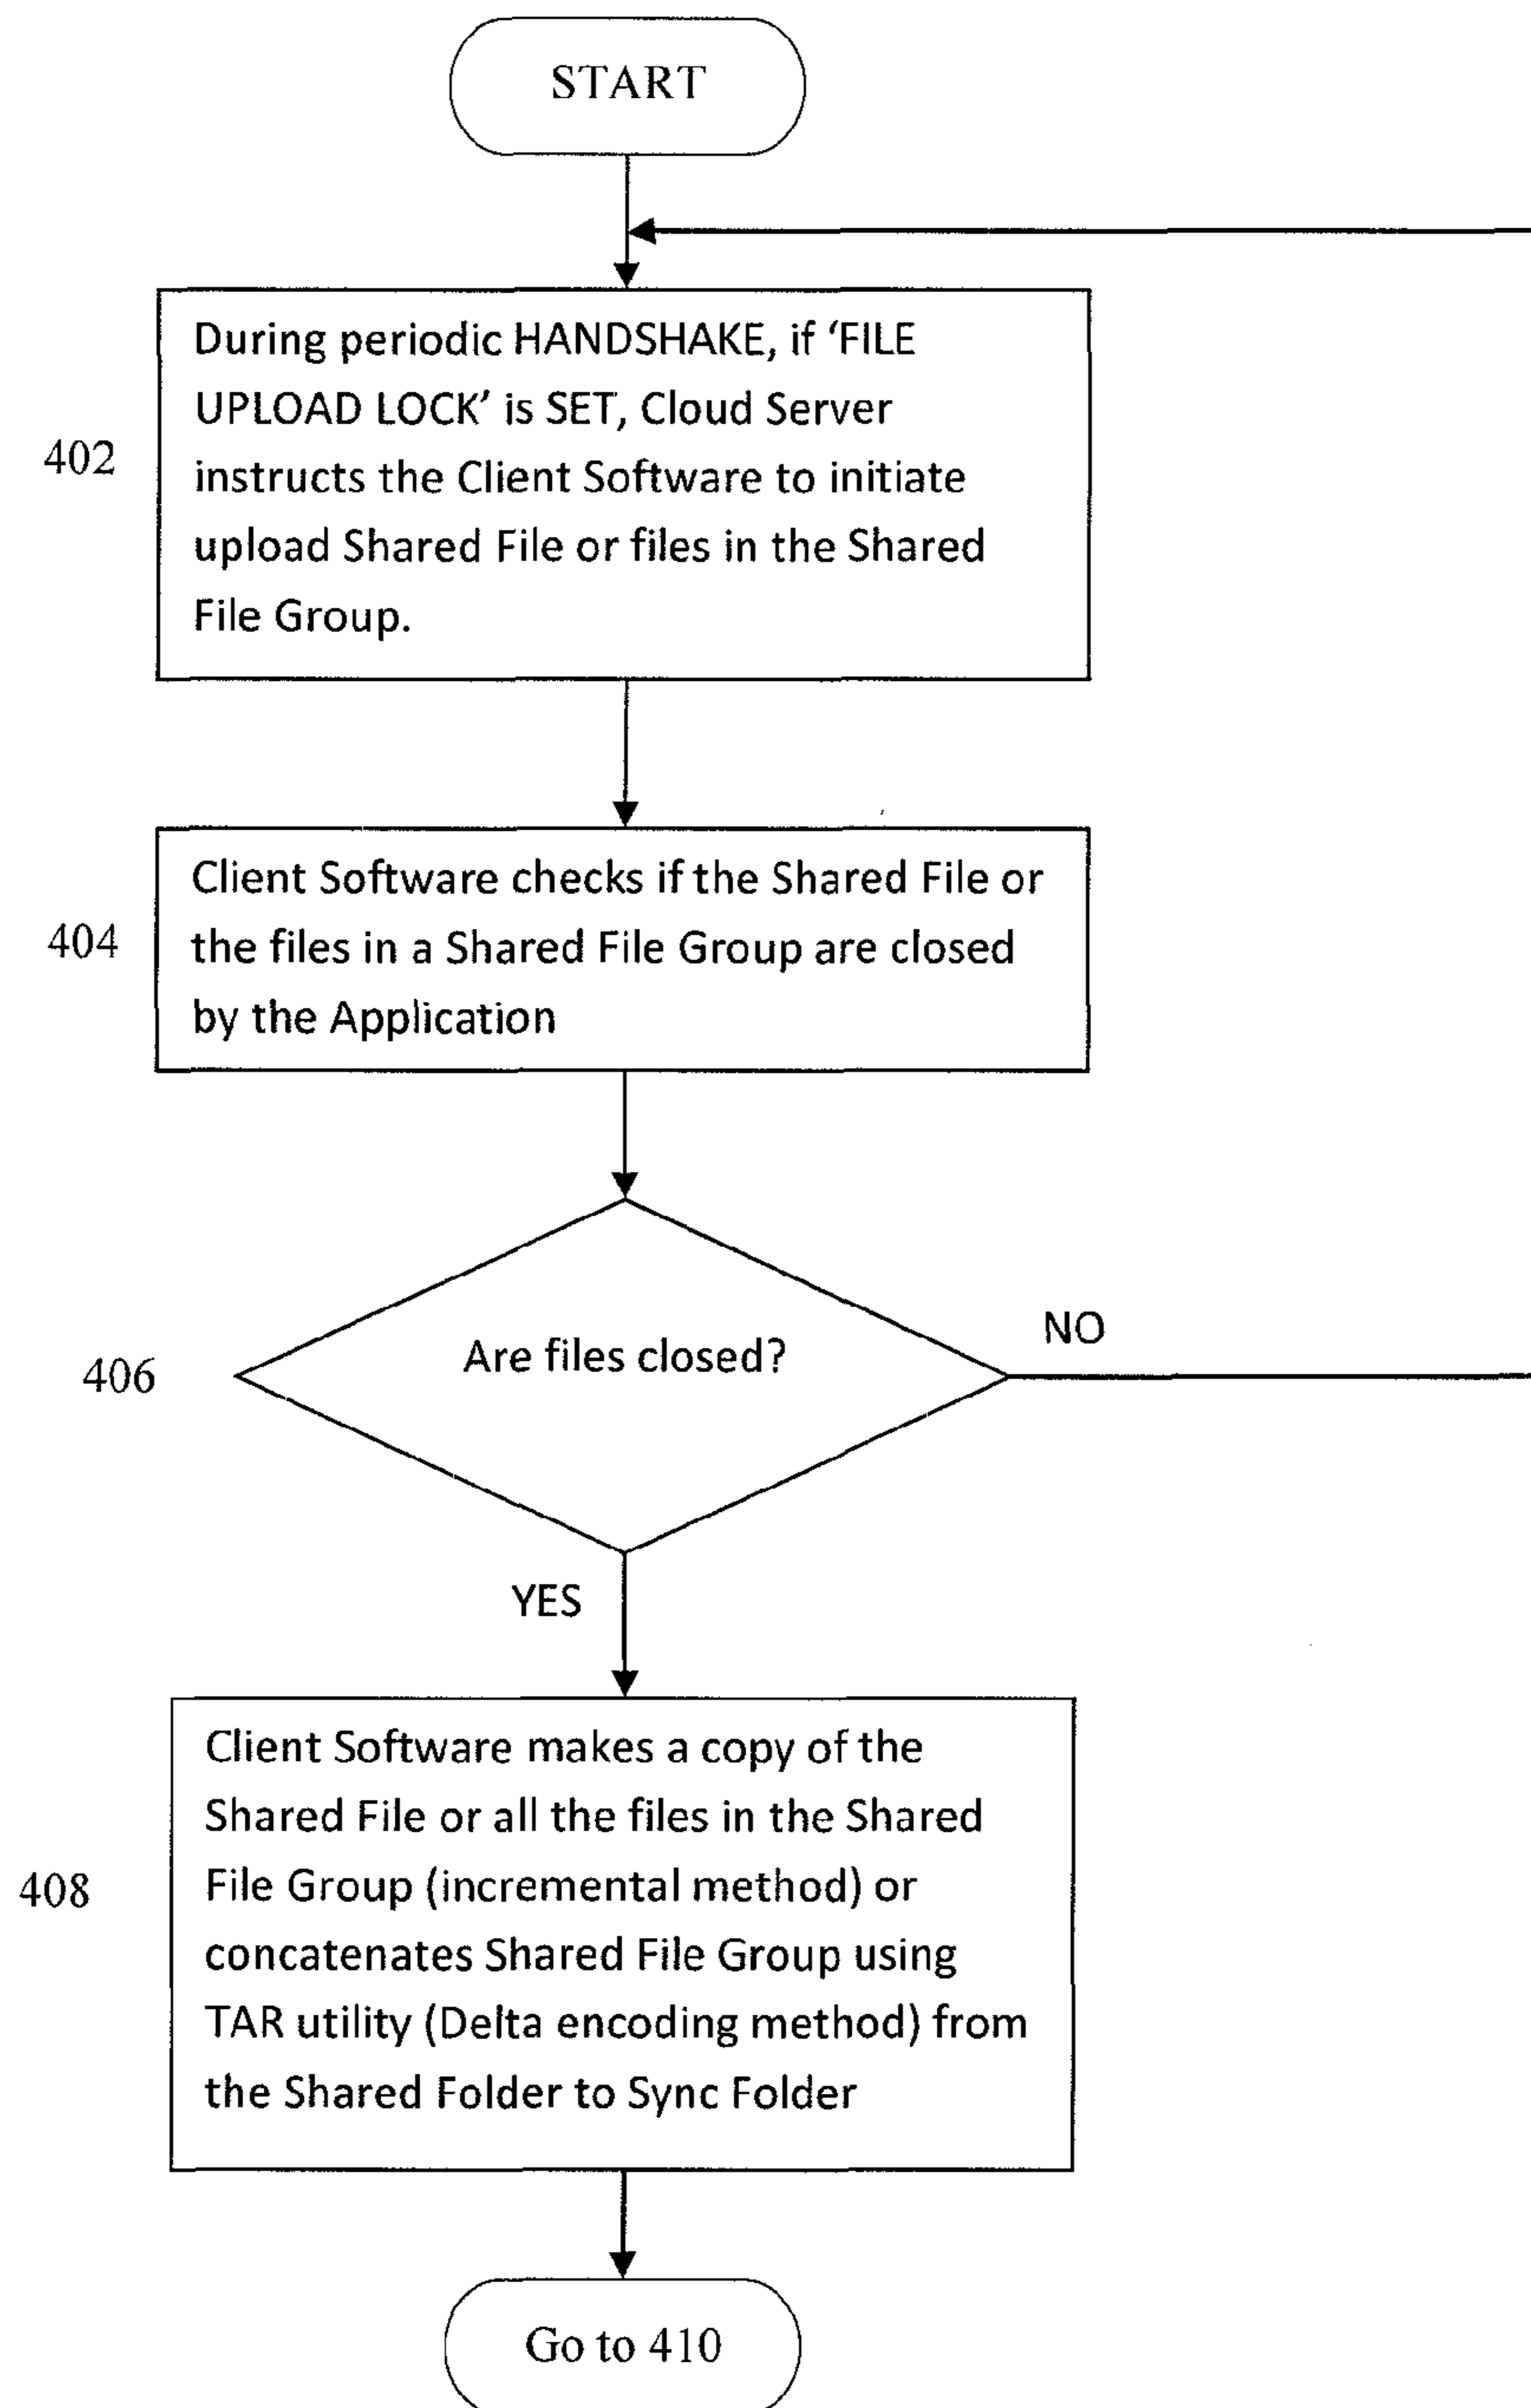 START
During periodic HANDSHAKE, if ‘FILE
UPLOAD LOCK’ is SET, Cloud Server
402
instructs the Client Software to initiate
upload Shared File or files in the Shared
File Group.
Client Software checks if the Shared File or
404
the files in a Shared File Group are closed
by the Application
NO
Are files closed?
406
YES
Client Software makes a copy of the
Shared File or all the files in the Shared
408
File Group (incremental method) or
concatenates Shared File Group using
TAR utility (Delta encoding method) from
the Shared Folder to Sync Folder
Go to 410